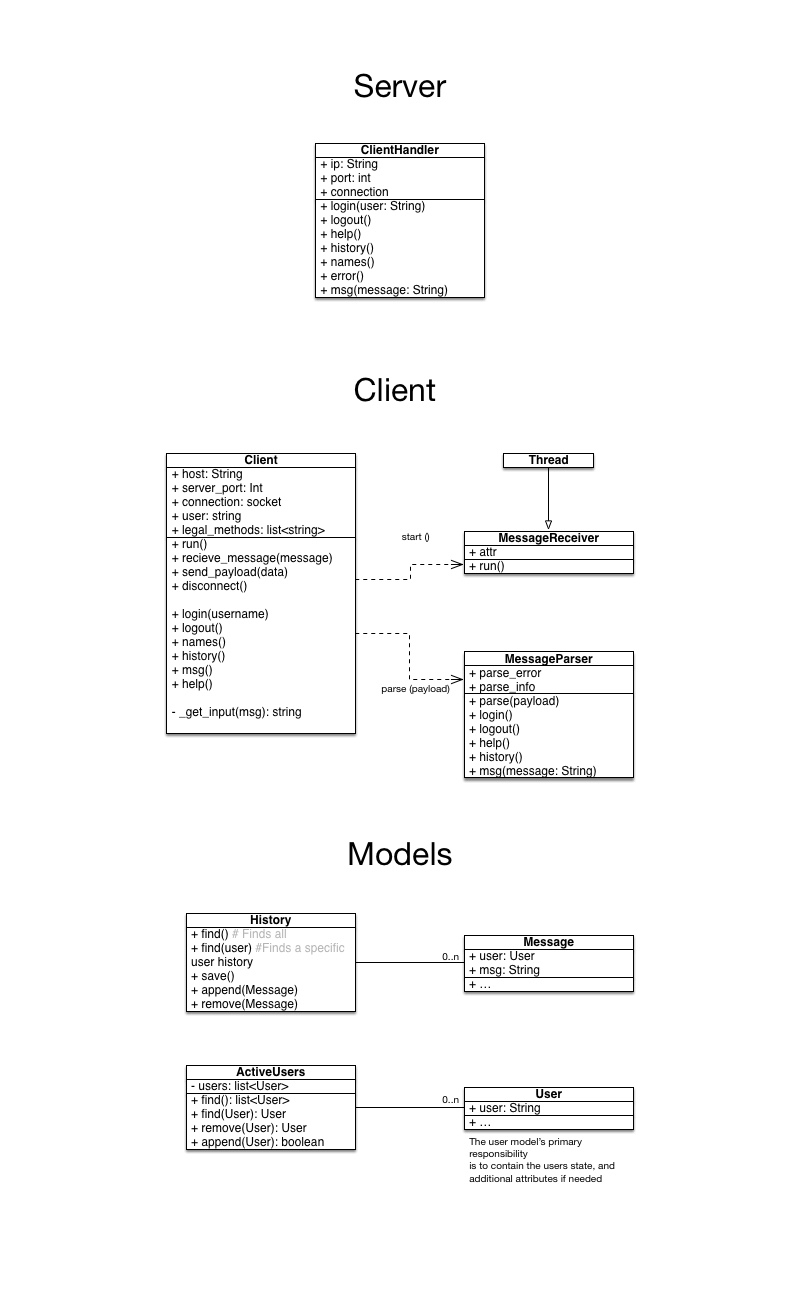 Server
ClientHandler
+ ip: String
+ port: int
+ connection
+ login(user: String)
+ logout()
+ help()
+ history()
+ names()
+ error()
+ msg(message: String)
Client
Client
+ host: String
+ server_port: Int
+ connection: socket
+ user: string
+ legal_methods: list<string>
+ run()
+ recieve_message(message)
+ send_payload(data)
+ disconnect()
+ login(username)
+ logout()
+ names()
+ history()
+ msg()
+ help()
- _get_input(msg): string
start ()
parse (payload)
Thread
MessageReceiver
+ attr
+ run()
MessageParser
+ parse_error
+ parse_info
+ parse(payload)
+ login()
+ logout()
+ help()
+ history()
+ msg(message: String)
Models
History
+ find() # Finds all
+ find(user) #Finds a specific
user history
+ save()
+ append(Message)
+ remove(Message)
0..n
Message
+ user: User
+ msg: String
+ ...
ActiveUsers
- users: list<User>
+ find(): list<User>
+ find(User): User
+ remove(User): User
+ append(User): boolean
0..n
User
+ user: String
+ ...
The user model's primary
responsibility
is to contain the users state, and
additional attributes if needed